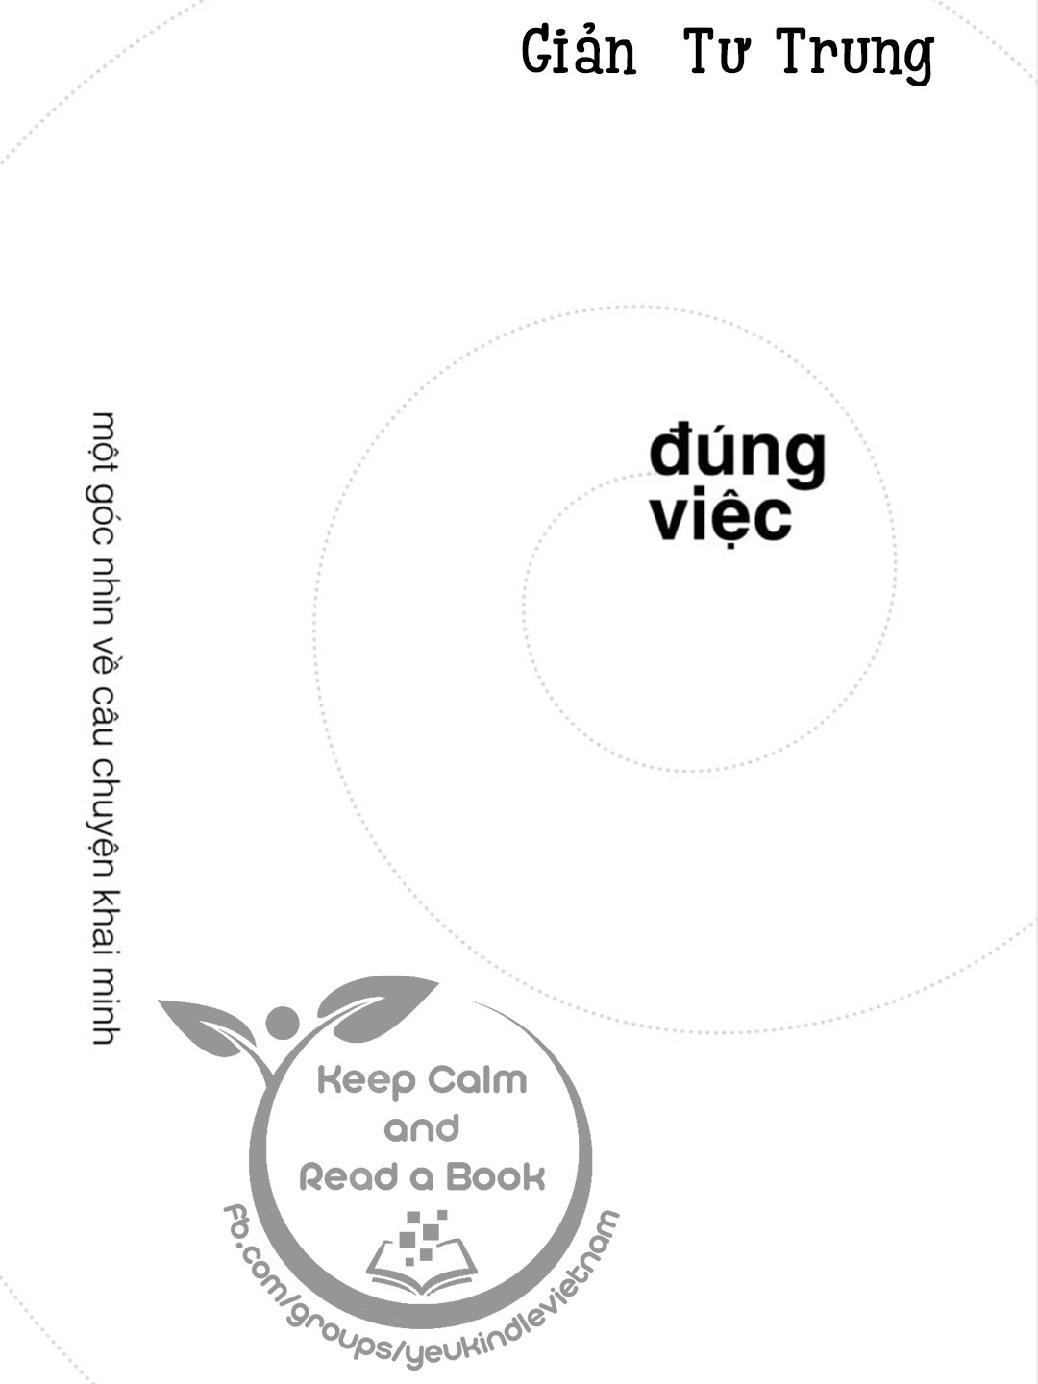 Giản Tư Trung
đúng
việc
một góc nhìn về câu chuyện khai minh
Keep Calm
and
Read a Book
fb.com/groups/yeukindlevietnam